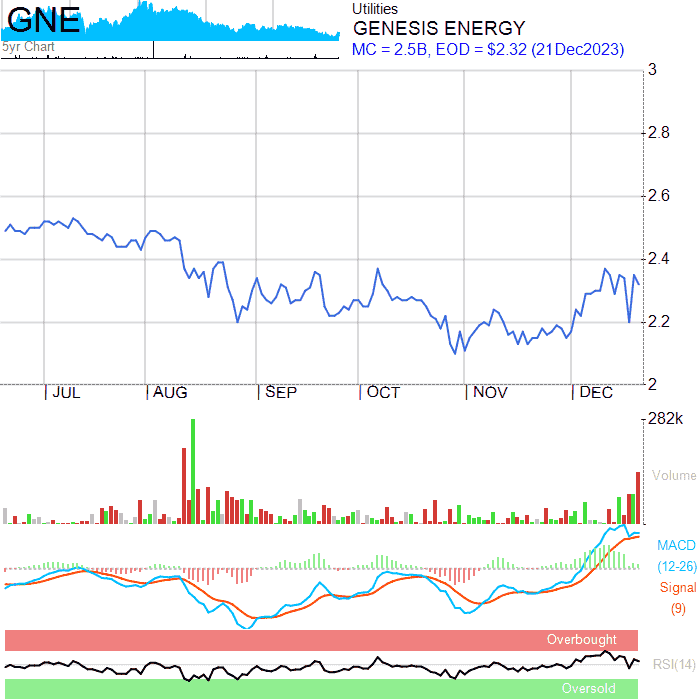 GNE
5yr Chart
Utilities
GENESIS ENERGY
MC = 2.5B, EOD = $2.32 (21Dec2023)
3
2.8
2.6
2.4
2.2
2
JUL AUG SEP OCT NOV DEC
282k
Volume
MACD
(12-26)
Signal
(9)
Overbought
RSI(14)
Oversold